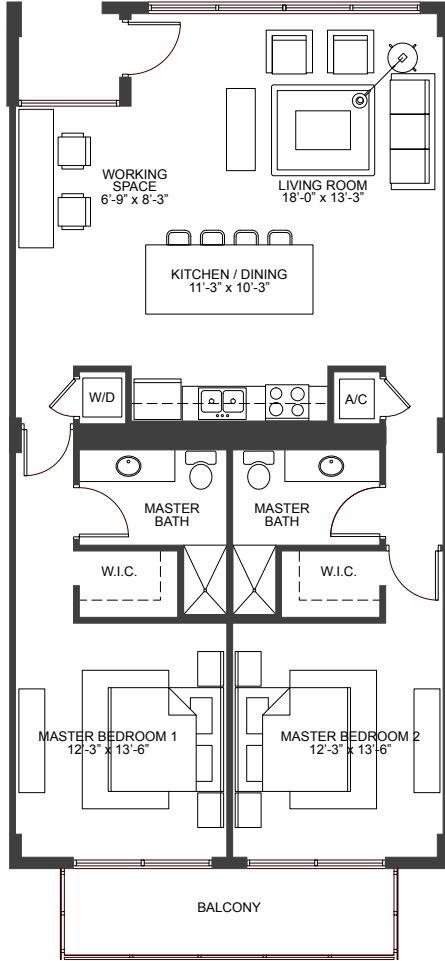 WORKING
SPACE
6'-9" x 8'-3"
LIVING ROOM
18'-0" x 13'-3"
KITCHEN / DINING
11'-3" x 10'-3"
W/D
A/C
MASTER
BATH
MASTER
BATH
W.I.C.
W.I.C.
MASTER BEDROOM 1
12'-3" x 13'-6"
MASTER BEDROOM 2
12'-3" x 13'-6"
BALCONY